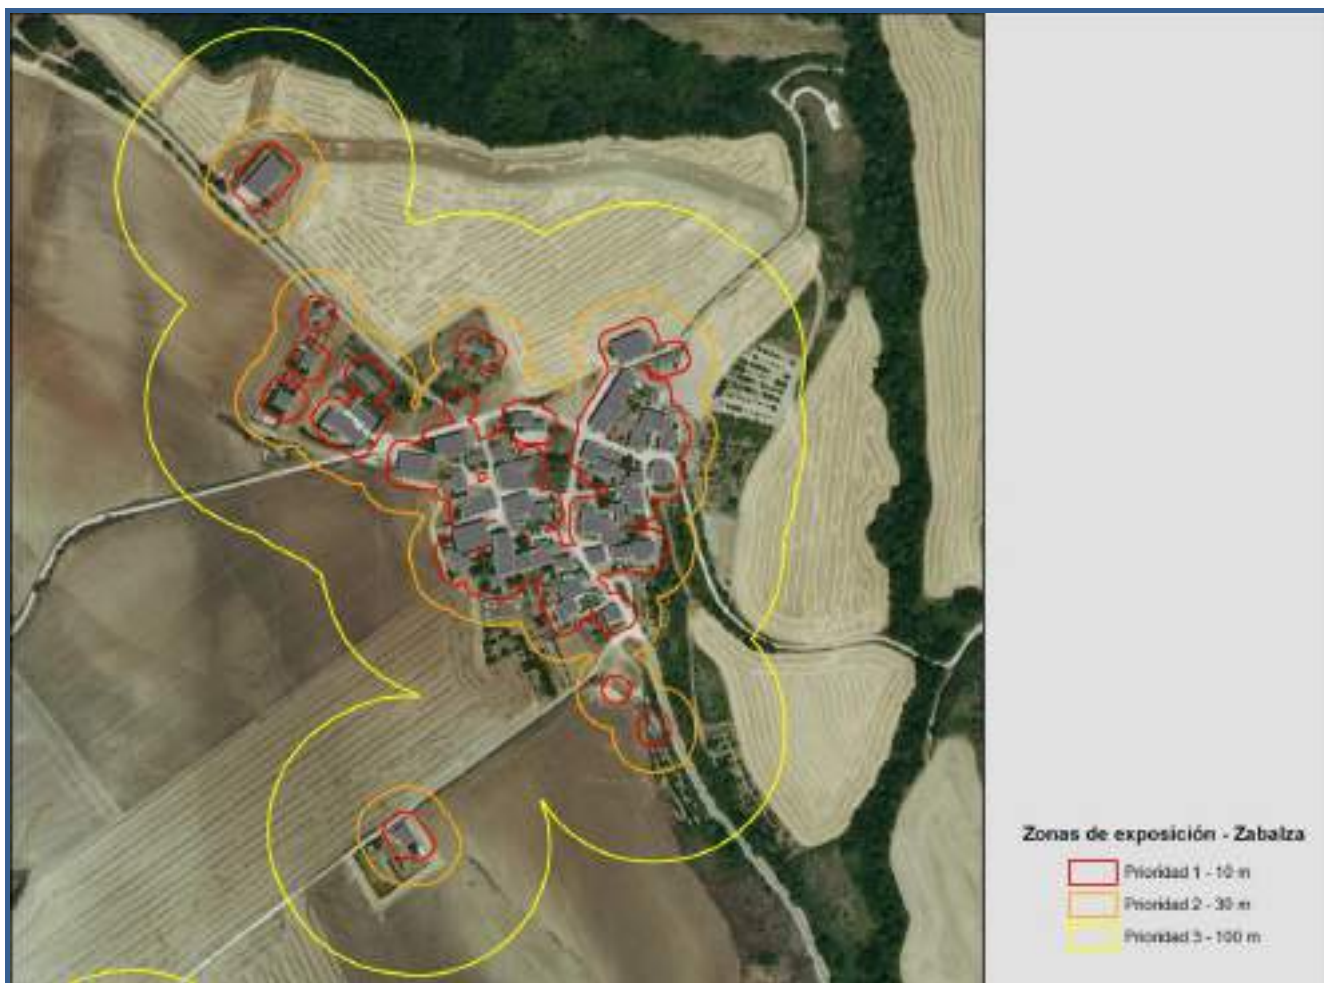 Zonas de exposición - Zabalza
Prioridad 1 - 10 m
Prioridad 2 - 30 m
Prioridad 3 - 100 m